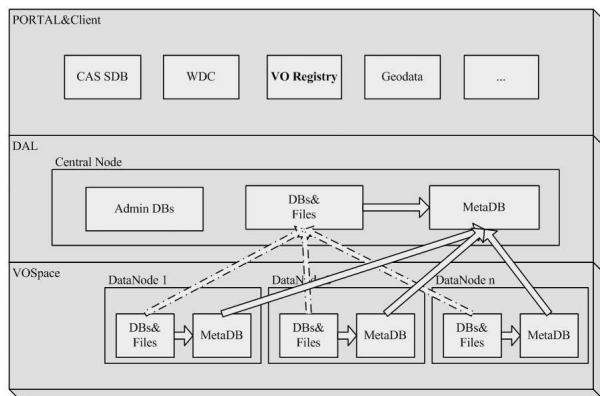 PORTAL&Client
CAS SDB
WDC
VO Registry
Geodata
...
DAL
Central Node
Admin DBs
DBs&
Files
MetaDB
VOSpace
DataNode 1
DataNode
DataNode n
DBs&
Files
MetaDB
DBs&
Files
MetaDB
DBs&
Files
MetaDB